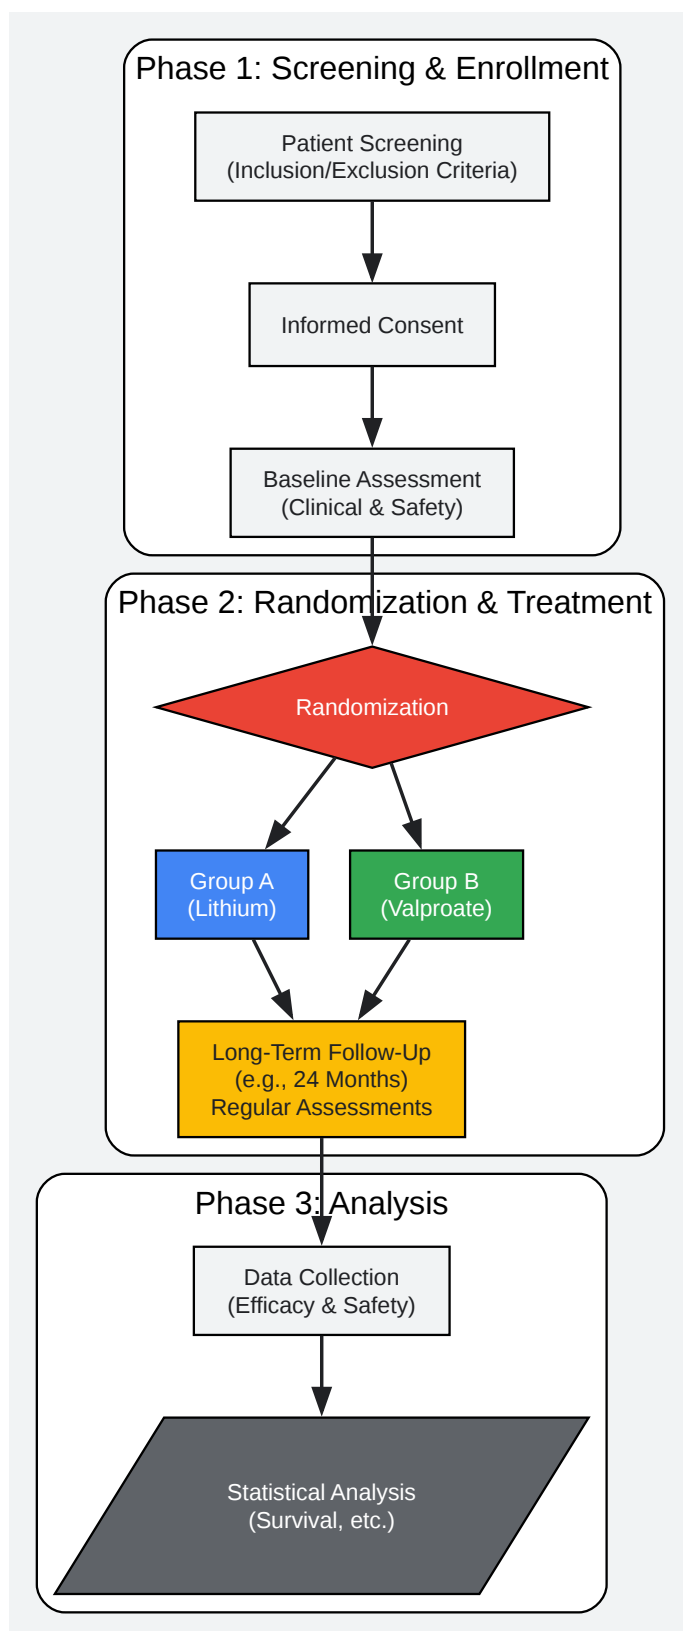 Phase 1: Screening & Enrollment
Patient Screening
(Inclusion/Exclusion Criteria)
Informed Consent
Baseline Assessment
(Clinical & Safety)
Phase 2: Randomization & Treatment
Randomization
Group A
(Lithium)
Group B
(Valproate)
Long-Term Follow-Up
(e.g., 24 Months)
Regular Assessments
Phase 3: Analysis
Data Collection
(Efficacy & Safety)
Statistical Analysis
(Survival, etc.)